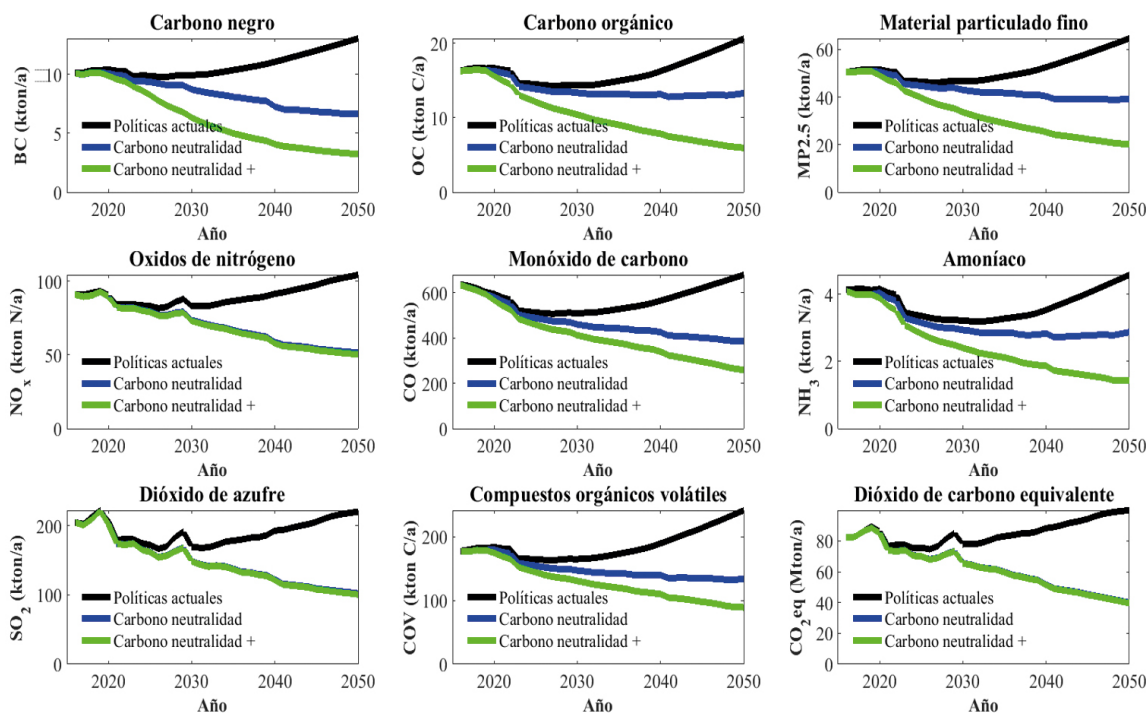 Carbono negro
BC (kton/a)
10
5
0
Políticas actuales
Carbono neutralidad
Carbono neutralidad +
2020 2030 2040 2050
Año
Carbono orgánico
OC (kton C/a)
20
10
0
Políticas actuales
Carbono neutralidad
Carbono neutralidad +
2020 2030 2040 2050
Año
Material particulado fino
MP2.5 (kton/a)
60
40
20
0
Políticas actuales
Carbono neutralidad
Carbono neutralidad +
2020 2030 2040 2050
Año
Oxidos de nitrógeno
NOx (kton N/a)
100
50
0
Políticas actuales
Carbono neutralidad
Carbono neutralidad +
2020 2030 2040 2050
Año
Monóxido de carbono
CO (kton/a)
600
400
200
0
Políticas actuales
Carbono neutralidad
Carbono neutralidad +
2020 2030 2040 2050
Año
Amoníaco
NH3 (kton N/a)
4
2
0
Políticas actuales
Carbono neutralidad
Carbono neutralidad +
2020 2030 2040 2050
Año
Dióxido de azufre
SO2 (kton/a)
200
100
0
Políticas actuales
Carbono neutralidad
Carbono neutralidad +
2020 2030 2040 2050
Año
Compuestos orgánicos volátiles
COV (kton C/a)
200
100
0
Políticas actuales
Carbono neutralidad
Carbono neutralidad +
2020 2030 2040 2050
Año
Dióxido de carbono equivalente
CO2eq (Mton/a)
80
60
40
20
0
Políticas actuales
Carbono neutralidad
Carbono neutralidad +
2020 2030 2040 2050
Año